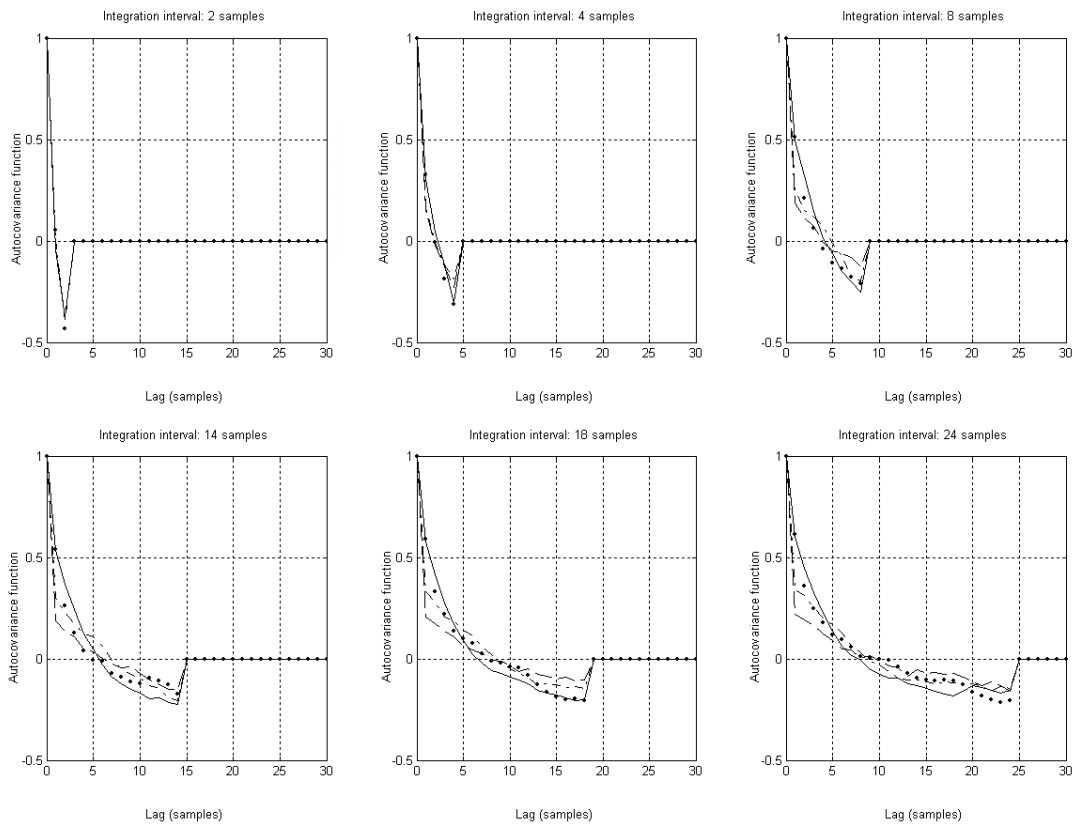 Integration interval: 2 samples
1
0.5
0
-0.5
Autocovariance function
0 5 10 15 20 25 30
Lag (samples)
Integration interval: 4 samples
1
0.5
0
-0.5
Autocovariance function
0 5 10 15 20 25 30
Lag (samples)
Integration interval: 8 samples
1
0.5
0
-0.5
Autocovariance function
0 5 10 15 20 25 30
Lag (samples)
Integration interval: 14 samples
1
0.5
0
-0.5
Autocovariance function
0 5 10 15 20 25 30
Lag (samples)
Integration interval: 18 samples
1
0.5
0
-0.5
Autocovariance function
0 5 10 15 20 25 30
Lag (samples)
Integration interval: 24 samples
1
0.5
0
-0.5
Autocovariance function
0 5 10 15 20 25 30
Lag (samples)